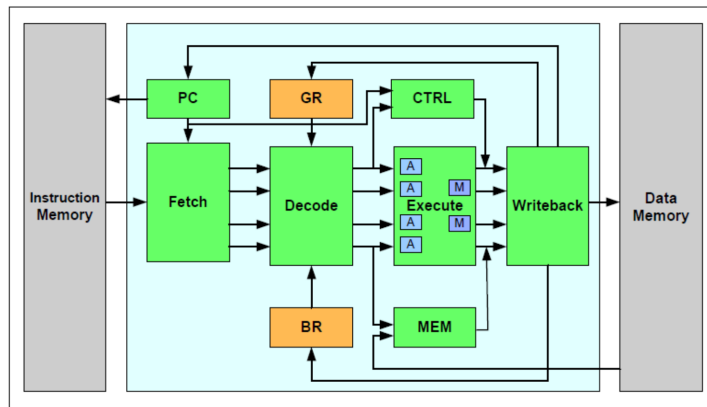 PC
GR
CTRL
Instruction
Memory
Fetch
Decode
A
A
M
Execute
A
M
A
Writeback
Data
Memory
BR
MEM